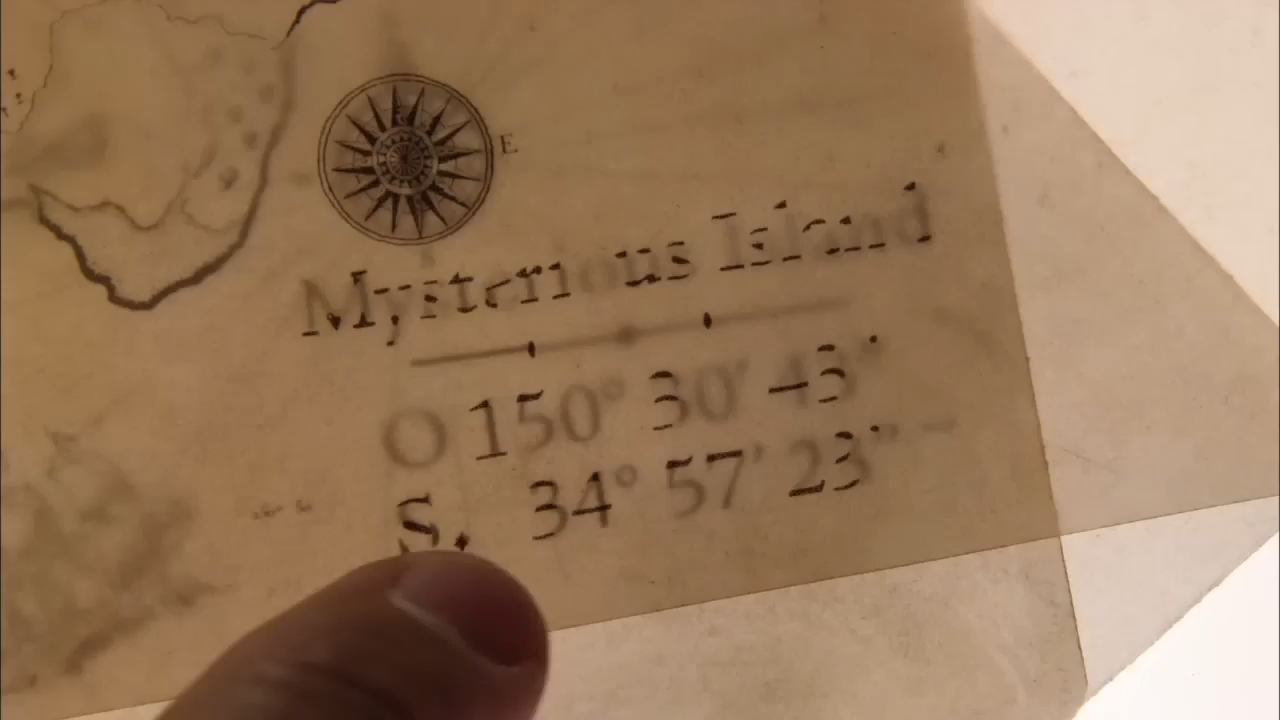 E
Mysterious Island
O 150° 30' 43"
S. 34° 57' 23"